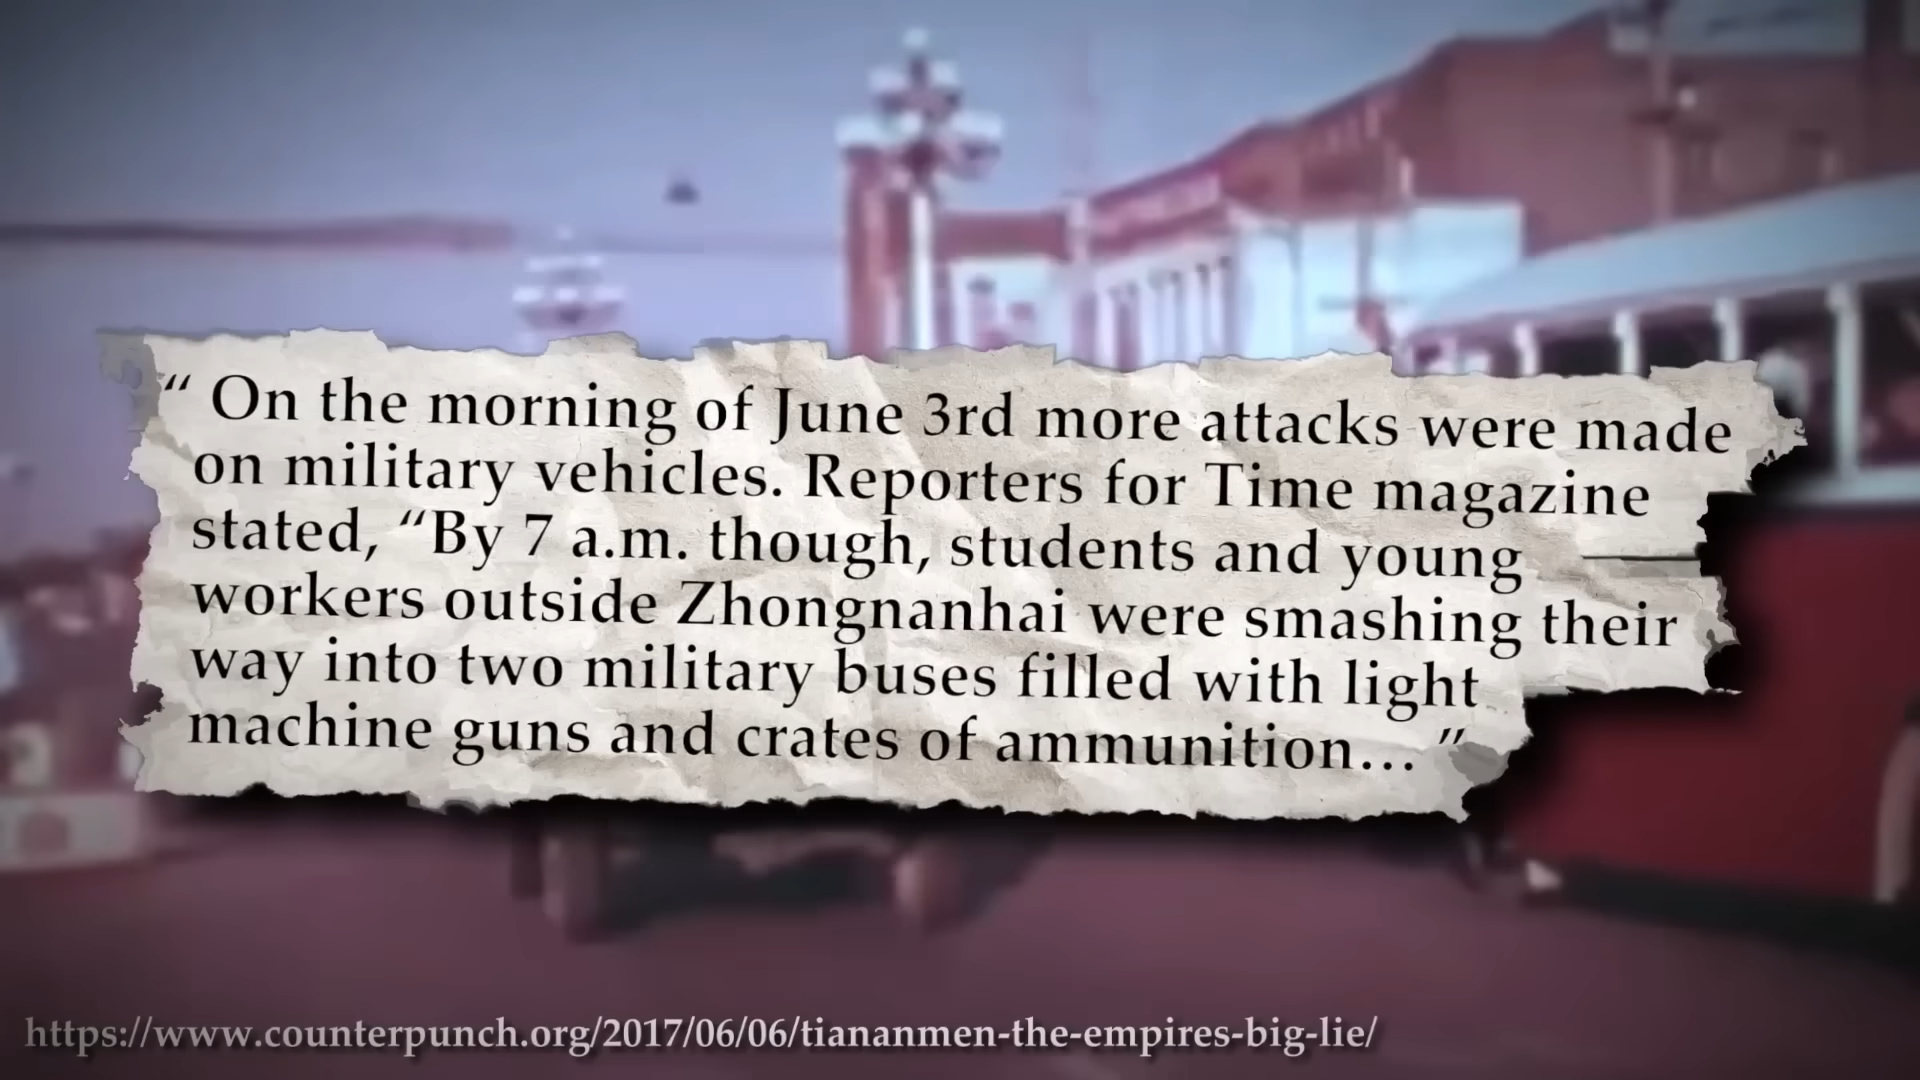 “ On the morning of June 3rd more attacks were made
on military vehicles. Reporters for Time magazine
stated, “By 7 a.m. though, students and young
workers outside Zhongnanhai were smashing their
way into two military buses filled with light
machine guns and crates of ammunition... ”
https://www.counterpunch.org/2017/06/06/tiananmen-the-empires-big-lie/